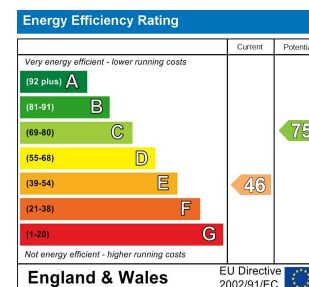 Energy Efficiency Rating
Current Potentia
Very energy efficient - lower running costs
(92 plus) A
(81-91) B
(69-80) C
75
(55-68) D
(39-54) E
46
(21-38) F
(1-20) G
Not energy efficient - higher running costs
England & Wales
EU Directive
2002/91/EC